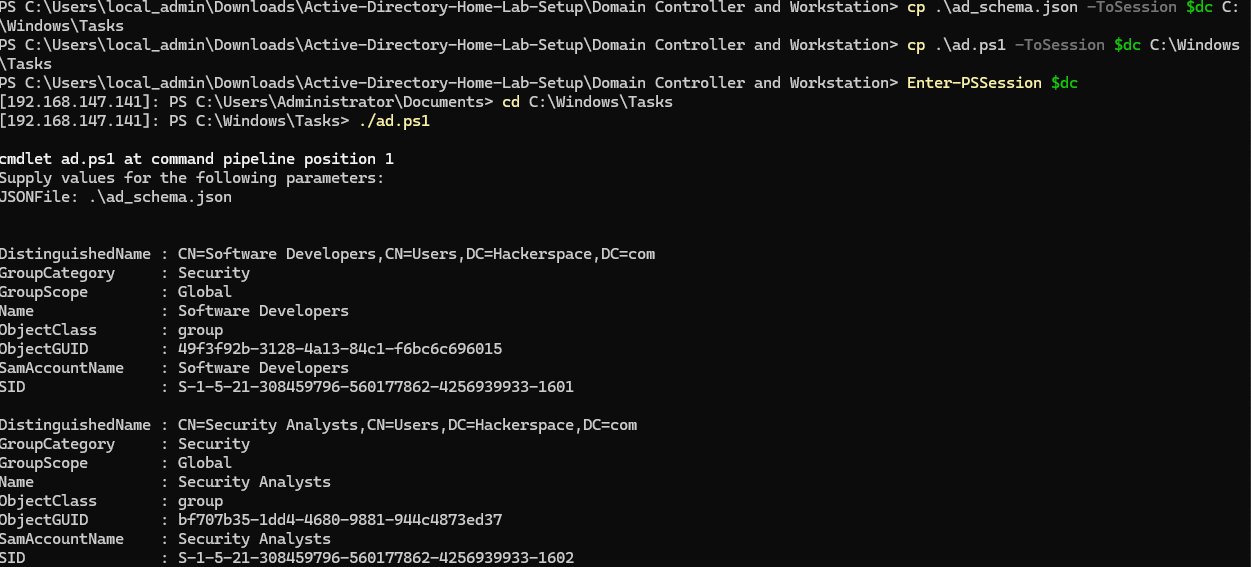 PS C:\Users\local_admin\Downloads\Active-Directory-Home-Lab-Setup\Domain Controller and Workstation> cp .\ad_schema.json -ToSession $dc C:
\Windows\Tasks
PS C:\Users\local_admin\Downloads\Active-Directory-Home-Lab-Setup\Domain Controller and Workstation> cp .\ad.ps1 -ToSession $dc C:\Windows
\Tasks
PS C:\Users\local_admin\Downloads\Active-Directory-Home-Lab-Setup\Domain Controller and Workstation> Enter-PSSession $dc
[192.168.147.141]: PS C:\Users\Administrator\Documents> cd C:\Windows\Tasks
[192.168.147.141]: PS C:\Windows\Tasks> ./ad.ps1
cmdlet ad.ps1 at command pipeline position 1
Supply values for the following parameters:
JSONFile: .\ad_schema.json
DistinguishedName : CN=Software Developers,CN=Users,DC=Hackerspace,DC=com
GroupCategory     : Security
GroupScope        : Global
Name              : Software Developers
ObjectClass       : group
ObjectGUID        : 49f3f92b-3128-4a13-84c1-f6bc6c696015
SamAccountName    : Software Developers
SID               : S-1-5-21-308459796-560177862-4256939933-1601
DistinguishedName : CN=Security Analysts,CN=Users,DC=Hackerspace,DC=com
GroupCategory     : Security
GroupScope        : Global
Name              : Security Analysts
ObjectClass       : group
ObjectGUID        : bf707b35-1dd4-4680-9881-944c4873ed37
SamAccountName    : Security Analysts
SID               : S-1-5-21-308459796-560177862-4256939933-1602